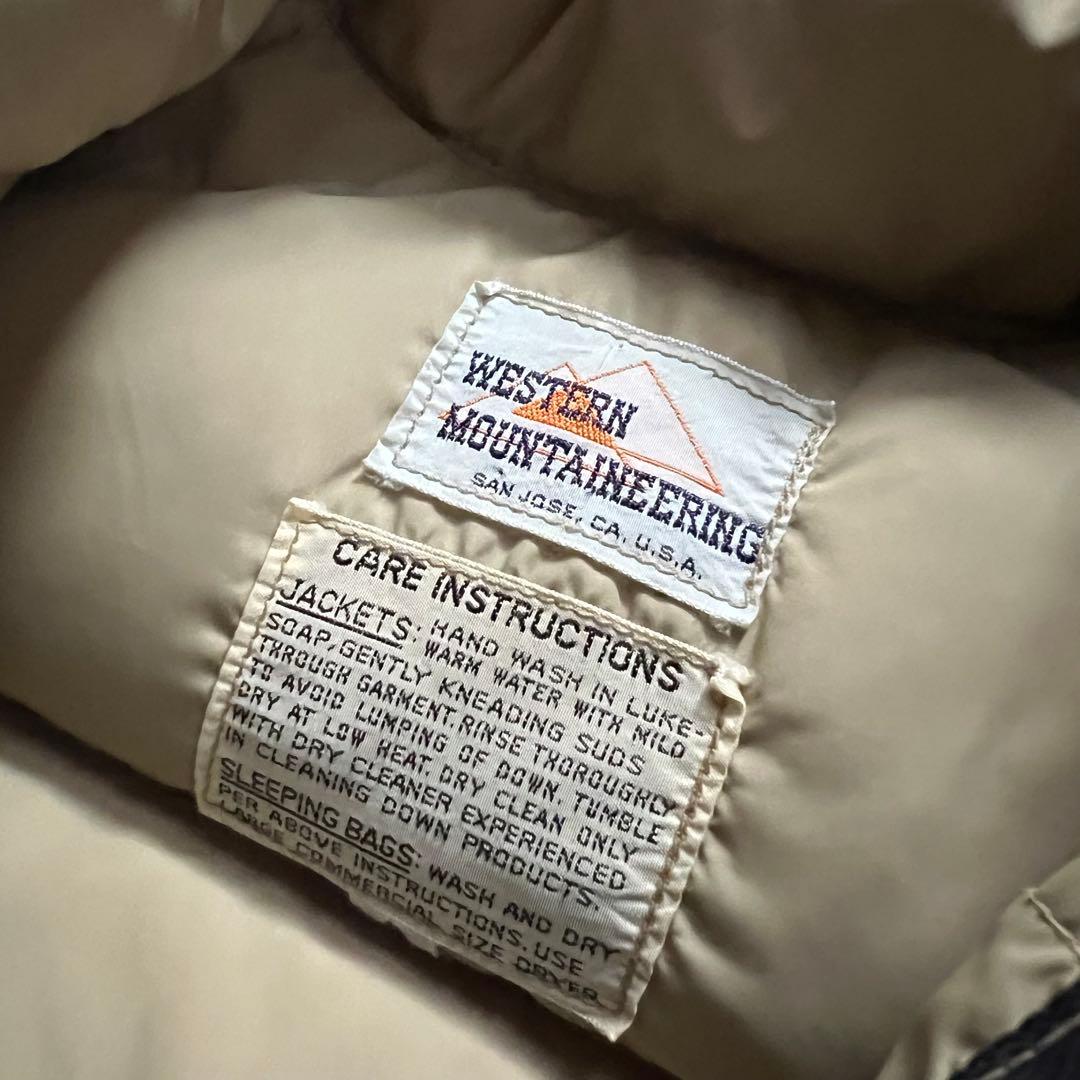 WESTERN
MOUNTAINEERING
SAN JOSE, CA. U.S.A.
CARE INSTRUCTIONS
JACKETS: HAND WASH IN LUKE-
WARM WATER WITH MILD
SOAP, GENTLY KNEADING SUDS
THROUGH GARMENT. RINSE THOROUGHLY
TO AVOID LUMPING OF DOWN. TUMBLE
DRY AT LOW HEAT. DRY CLEAN ONLY
WITH DRY CLEANER EXPERIENCED
IN CLEANING DOWN PRODUCTS.
SLEEPING BAGS: WASH AND DRY
PER ABOVE INSTRUCTIONS. USE
LARGE COMMERCIAL SIZE DRYER